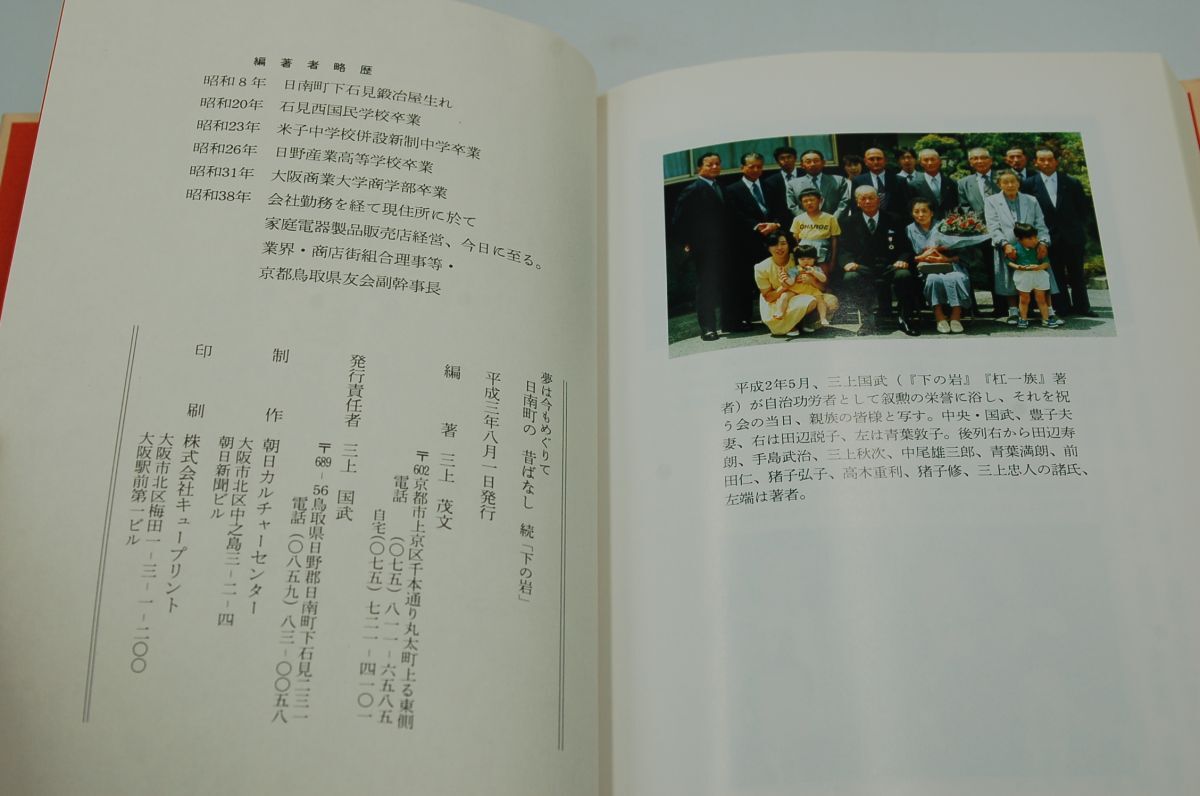 編著者略歴
昭和8年 日南町下石見鍛冶屋生れ
昭和20年 石見西国民学校卒業
昭和23年 米子中学校併設新制中学卒業
昭和26年 日野産業高等学校卒業
昭和31年 大阪商業大学商学部卒業
昭和38年 会社勤務を経て現住所に於て
家庭電器製品販売店経営、今日に至る。
業界・商店街組合理事等・
京都鳥取県友会副幹事長
夢は今もめぐりて
日南町の 昔ばなし 続「下の岩」
平成三年八月一日発行
編著 三上 茂文
〒602京都市上京区千本通り丸太町上る東側
電話 (〇七五)八一一-六五八五
自宅(〇七五)七二一-四一〇一
発行責任者 三上 国武
〒689-56鳥取県日野郡日南町下石見二三一
電話(〇八五九)八三-〇〇五八
制作 朝日カルチャーセンター
大阪市北区中之島三-二-四
朝日新聞ビル
印刷 株式会社キュープリント
大阪市北区梅田一-三-一-二〇〇
大阪駅前第一ビル
ORANGE
平成2年5月、三上国武(『下の岩』『杠一族』著
者)が自治功労者として叙勲の栄誉に浴し、それを祝
う会の当日、親族の皆様と写す。中央・国武、豊子夫
妻、右は田辺説子、左は青葉敦子。後列右から田辺寿
朗、手島武治、三上秋次、中尾雄三郎、青葉満朗、前
田仁、猪子弘子、高木重利、猪子修、三上忠人の諸氏、
左端は著者。